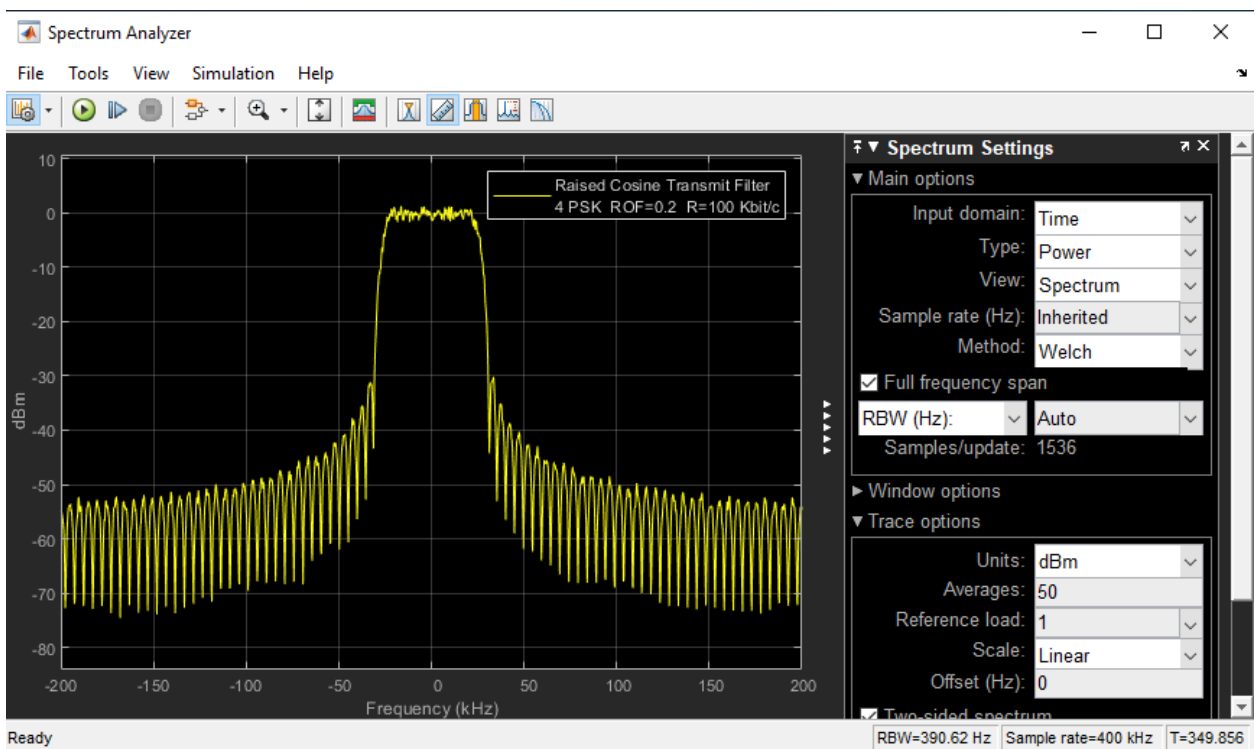 Spectrum Analyzer
File Tools View Simulation Help
10
0
-10
-20
-30
-40
-50
-60
-70
-80
dBm
-200 -150 -100 -50 0 50 100 150 200
Frequency (kHz)
Raised Cosine Transmit Filter
4 PSK ROF=0.2 R=100 Kbit/c
Spectrum Settings
Main options
Input domain: Time
Type: Power
View: Spectrum
Sample rate (Hz): Inherited
Method: Welch
Full frequency span
RBW (Hz): Auto
Samples/update: 1536
Window options
Trace options
Units: dBm
Averages: 50
Reference load: 1
Scale: Linear
Offset (Hz): 0
Two-sided spectrum
Ready RBW=390.62 Hz Sample rate=400 kHz T=349.856